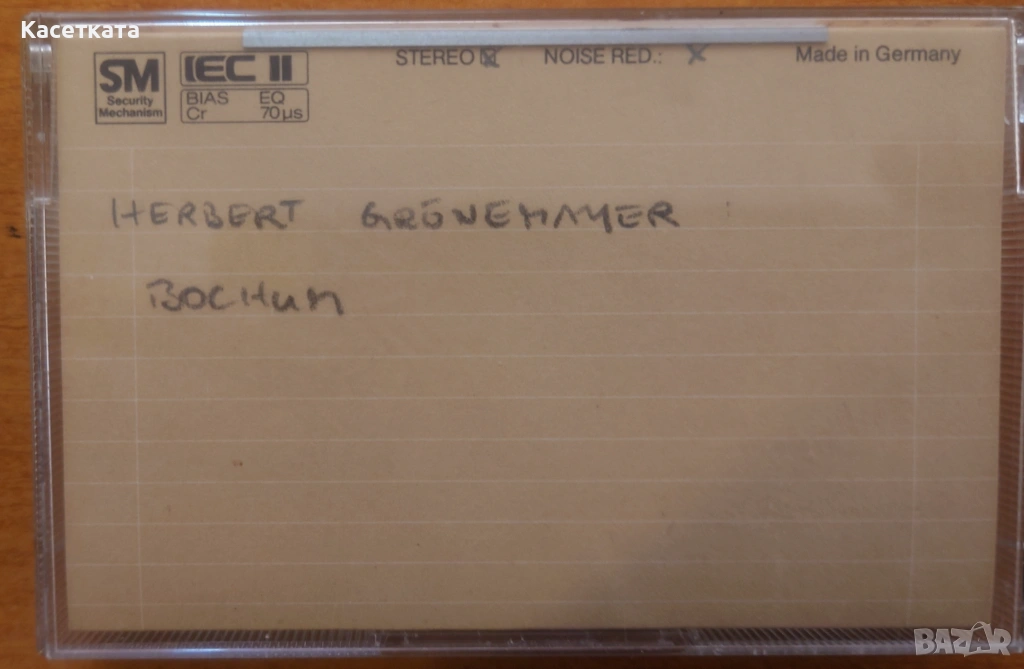 Касетката
SM
Security
Mechanism
IEC II
BIAS EQ
Cr 70µs
STEREO NOISE RED.: X Made in Germany
HERBERT GRÖNEMAYER
BOCHUM
BAZAR